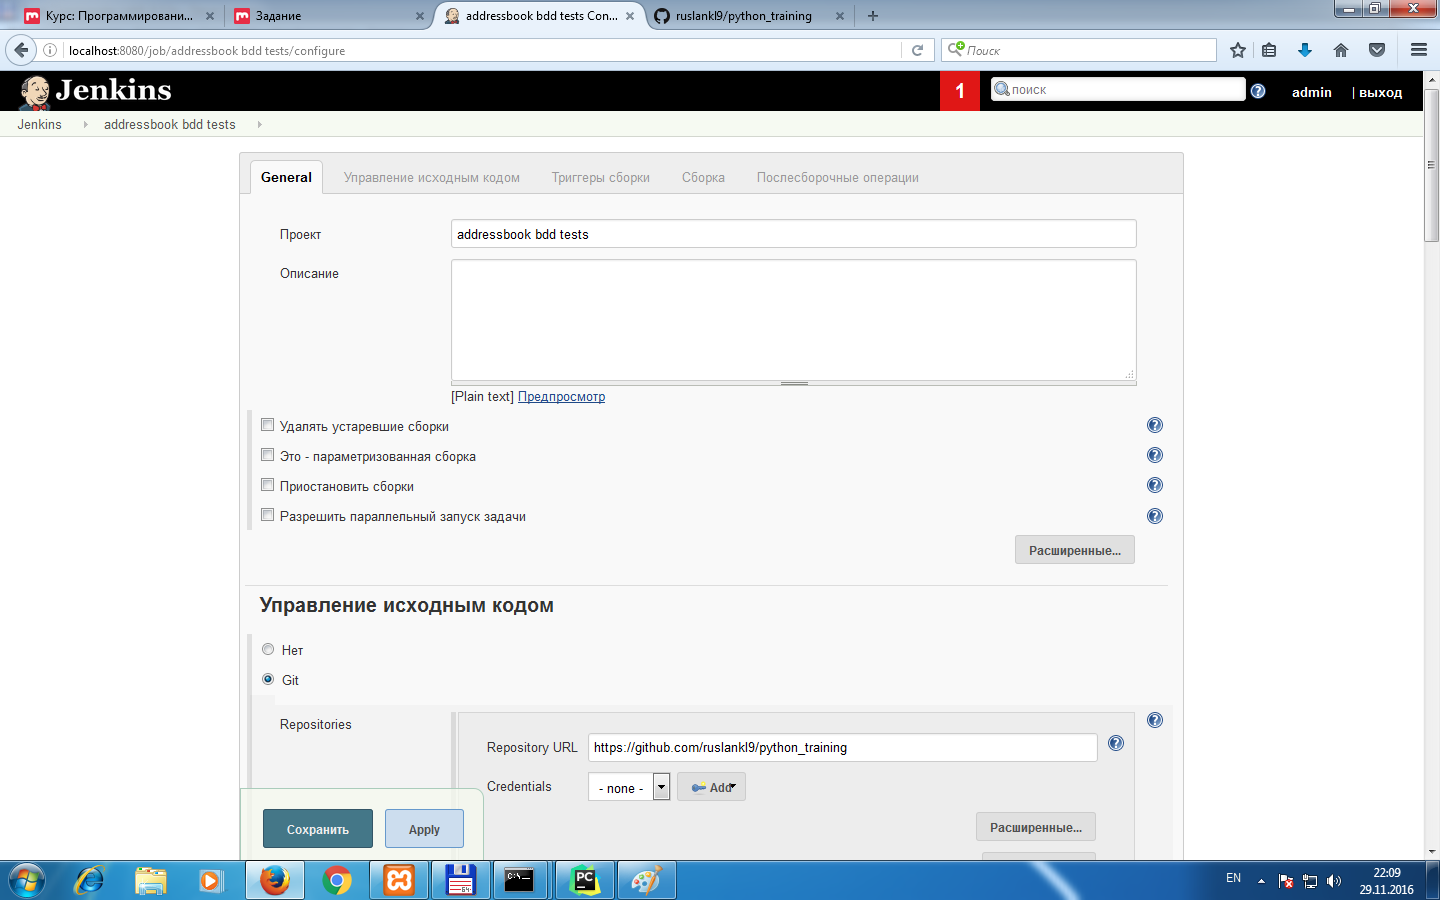 Курс: Программировани...
Задание
addressbook bdd tests Con...
ruslankl9/python_training
localhost:8080/job/addressbook bdd tests/configure
Поиск
Jenkins
1
поиск
admin
| выход
Jenkins
addressbook bdd tests
General
Управление исходным кодом
Триггеры сборки
Сборка
Послесборочные операции
Проект
addressbook bdd tests
Описание
[Plain text] Предпросмотр
Удалять устаревшие сборки
Это - параметризованная сборка
Приостановить сборки
Разрешить параллельный запуск задачи
Расширенные...
Управление исходным кодом
Нет
Git
Repositories
Repository URL
https://github.com/ruslankl9/python_training
Credentials
- none -
Add
Расширенные...
Сохранить
Apply
EN
22:09
29.11.2016